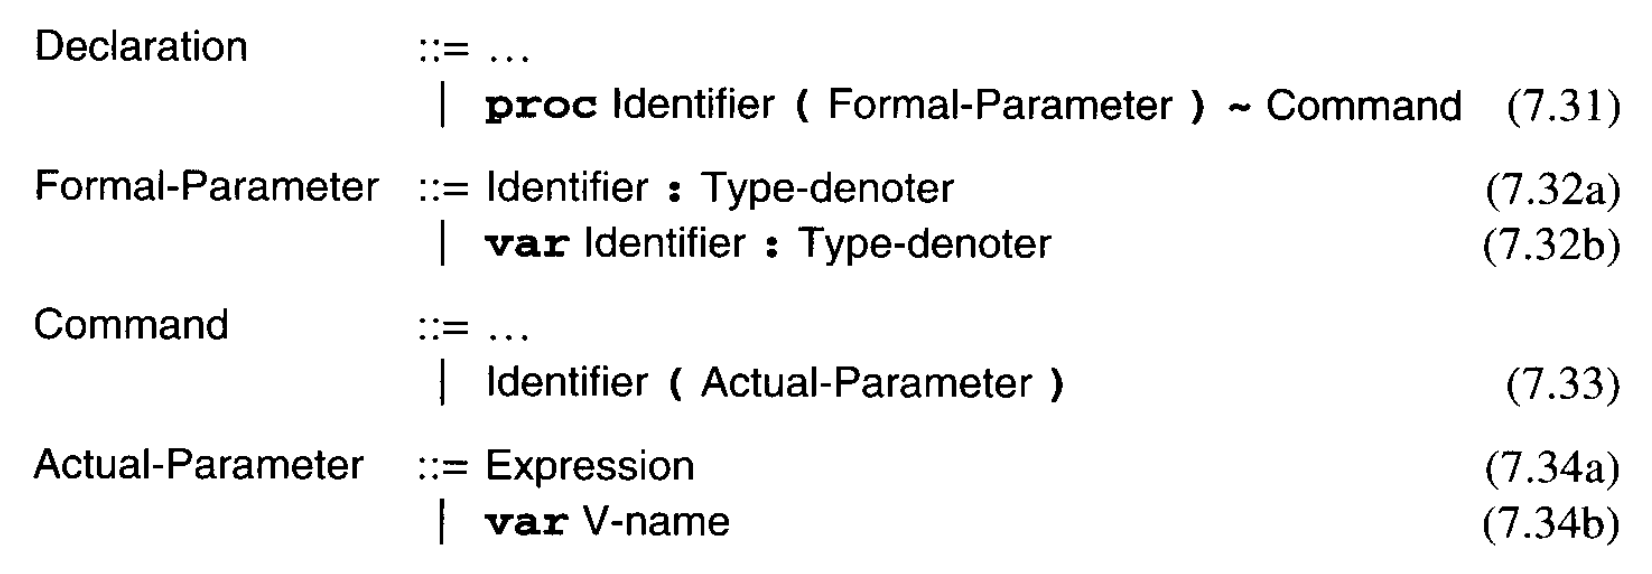 Declaration ::= ...
| proc Identifier ( Formal-Parameter ) ~ Command (7.31)
Formal-Parameter ::= Identifier : Type-denoter (7.32a)
| var Identifier : Type-denoter (7.32b)
Command ::= ...
| Identifier ( Actual-Parameter ) (7.33)
Actual-Parameter ::= Expression (7.34a)
| var V-name (7.34b)